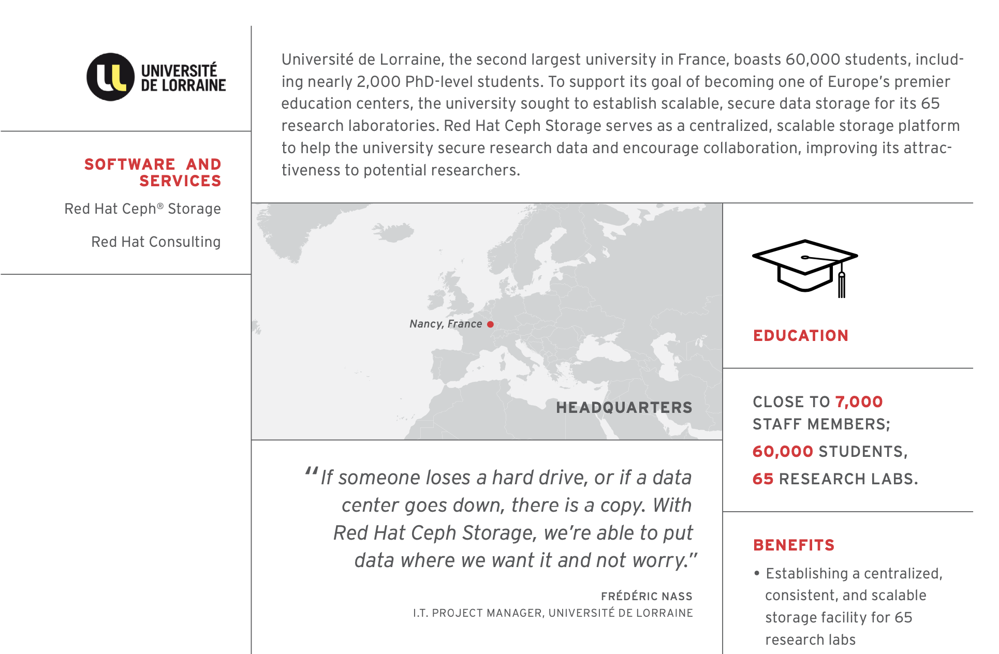 UNIVERSITÉ
DE LORRAINE
SOFTWARE AND
SERVICES
Red Hat Ceph® Storage
Red Hat Consulting
Université de Lorraine, the second largest university in France, boasts 60,000 students, includ-
ing nearly 2,000 PhD-level students. To support its goal of becoming one of Europe’s premier
education centers, the university sought to establish scalable, secure data storage for its 65
research laboratories. Red Hat Ceph Storage serves as a centralized, scalable storage platform
to help the university secure research data and encourage collaboration, improving its attrac-
tiveness to potential researchers.
Nancy, France
HEADQUARTERS
“If someone loses a hard drive, or if a data
center goes down, there is a copy. With
Red Hat Ceph Storage, we’re able to put
data where we want it and not worry.”
FRÉDÉRIC NASS
I.T. PROJECT MANAGER, UNIVERSITÉ DE LORRAINE
EDUCATION
CLOSE TO 7,000
STAFF MEMBERS;
60,000 STUDENTS,
65 RESEARCH LABS.
BENEFITS
• Establishing a centralized,
consistent, and scalable
storage facility for 65
research labs